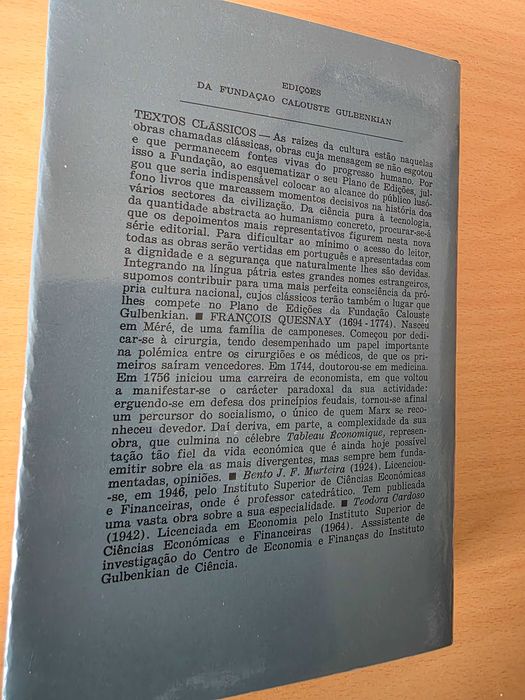 EDIÇÕES
DA FUNDAÇÃO CALOUSTE GULBENKIAN
TEXTOS CLÁSSICOS — As raízes da cultura estão naquelas
obras chamadas clássicas, obras cuja mensagem se não esgotou
e que permanecem fontes vivas do progresso humano. Por
isso a Fundação, ao esquematizar o seu Plano de Edições, jul-
gou que seria indispensável colocar ao alcance do público lusó-
fono livros que marcassem momentos decisivos na história dos
vários sectores da civilização. Da ciência pura à tecnologia,
da quantidade abstracta ao humanismo concreto, procurar-se-á
que os depoimentos mais representativos figurem nesta nova
série editorial. Para dificultar ao mínimo o acesso do leitor,
todas as obras serão vertidas em português e apresentadas com
a dignidade e a segurança que naturalmente lhes são devidas.
Integrando na língua pátria estes grandes nomes estrangeiros,
supomos contribuir para uma mais perfeita consciência da pró-
pria cultura nacional, cujos clássicos terão também o lugar que
lhes compete no Plano de Edições da Fundação Calouste
Gulbenkian. ■ FRANÇOIS QUESNAY (1694-1774). Nasceu
em Méré, de uma família de camponeses. Começou por dedi-
car-se à cirurgia, tendo desempenhado um papel importante
na polémica entre os cirurgiões e os médicos, de que os pri-
meiros saíram vencedores. Em 1744, doutorou-se em medicina.
Em 1756 iniciou uma carreira de economista, em que voltou
a manifestar-se o carácter paradoxal da sua actividade:
erguendo-se em defesa dos princípios feudais, tornou-se afinal
um percursor do socialismo, o único de quem Marx se reco-
nheceu devedor. Daí deriva, em parte, a complexidade da sua
obra, que culmina no célebre Tableau Économique, represen-
tação tão fiel da vida económica que é ainda hoje possível
emitir sobre ela as mais divergentes, mas sempre bem funda-
mentadas, opiniões. ■ Bento J. F. Murteira (1924). Licenciou-
-se, em 1946, pelo Instituto Superior de Ciências Económicas
e Financeiras, onde é professor catedrático. Tem publicada
uma vasta obra sobre a sua especialidade. ■ Teodora Cardoso
(1942). Licenciada em Economia pelo Instituto Superior de
Ciências Económicas e Financeiras (1964). Asssistente de
investigação do Centro de Economia e Finanças do Instituto
Gulbenkian de Ciência.